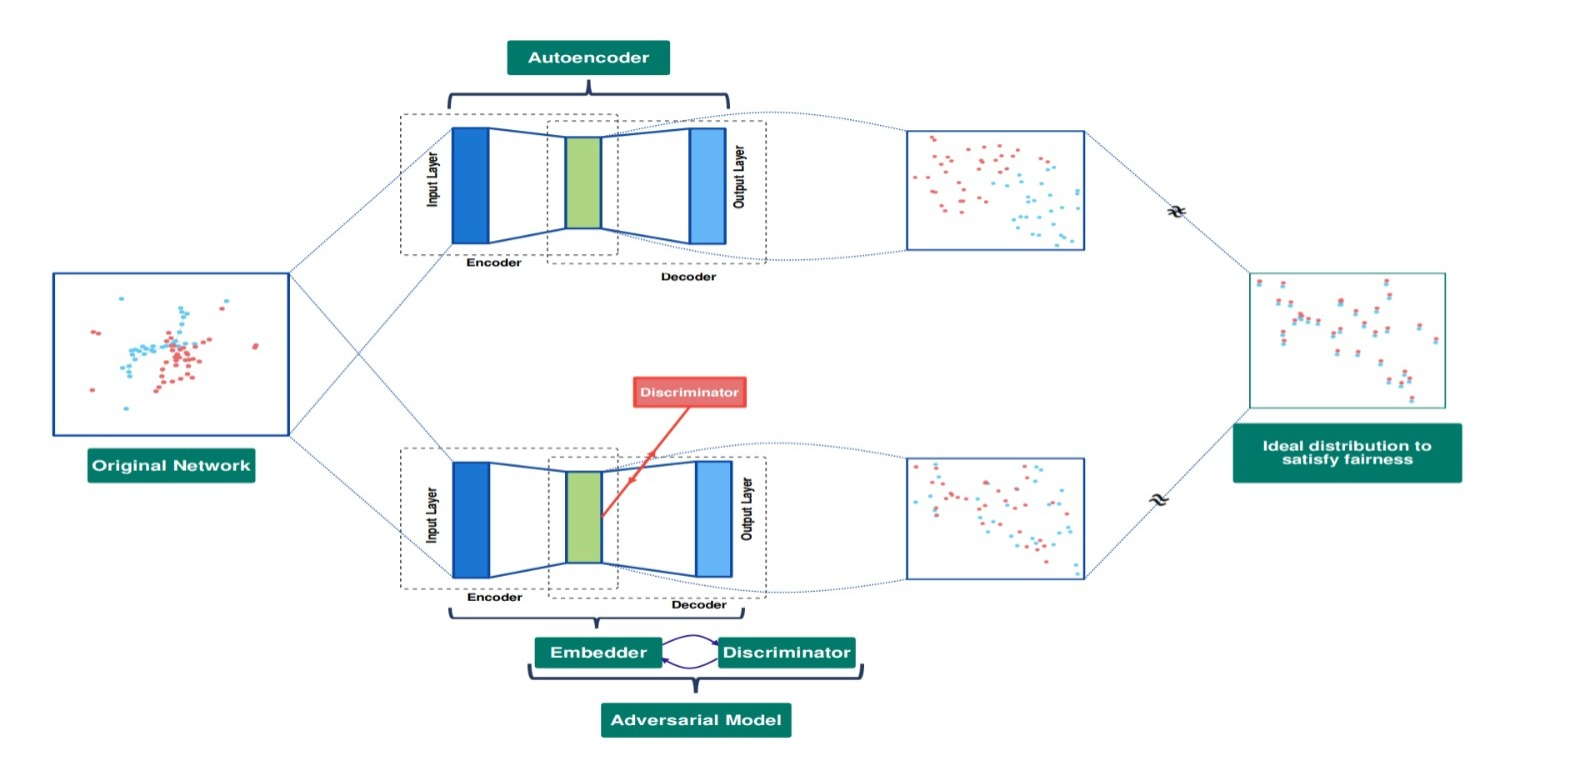 Autoencoder
Input Layer
Output Layer
Encoder
Decoder
Original Network
Discriminator
Input Layer
Output Layer
Encoder
Decoder
Embedder
Discriminator
Adversarial Model
≉
≈
Ideal distribution to
satisfy fairness